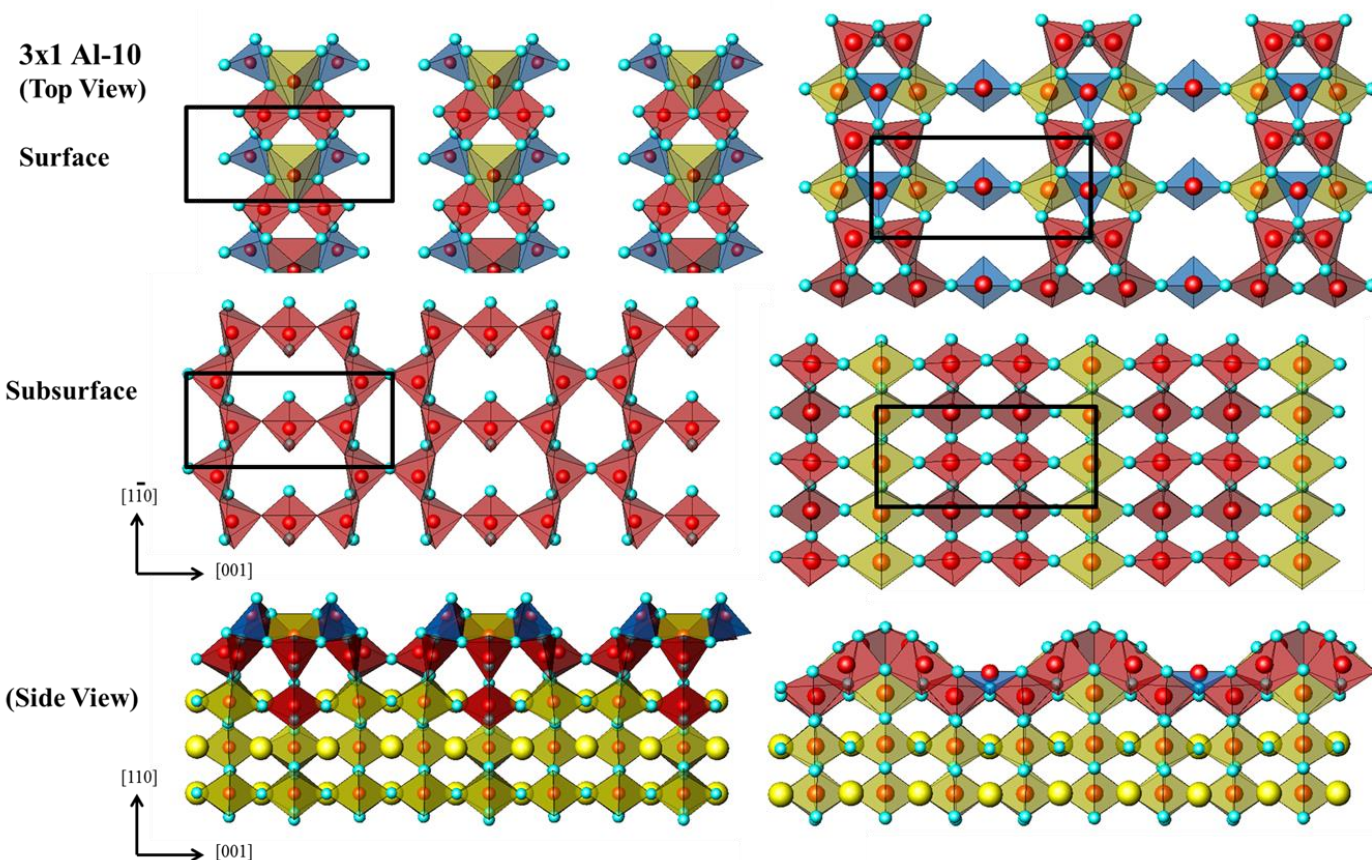 3x1 Al-10
(Top View)
Surface
Subsurface
[11̄0]
[001]
(Side View)
[110]
[001]